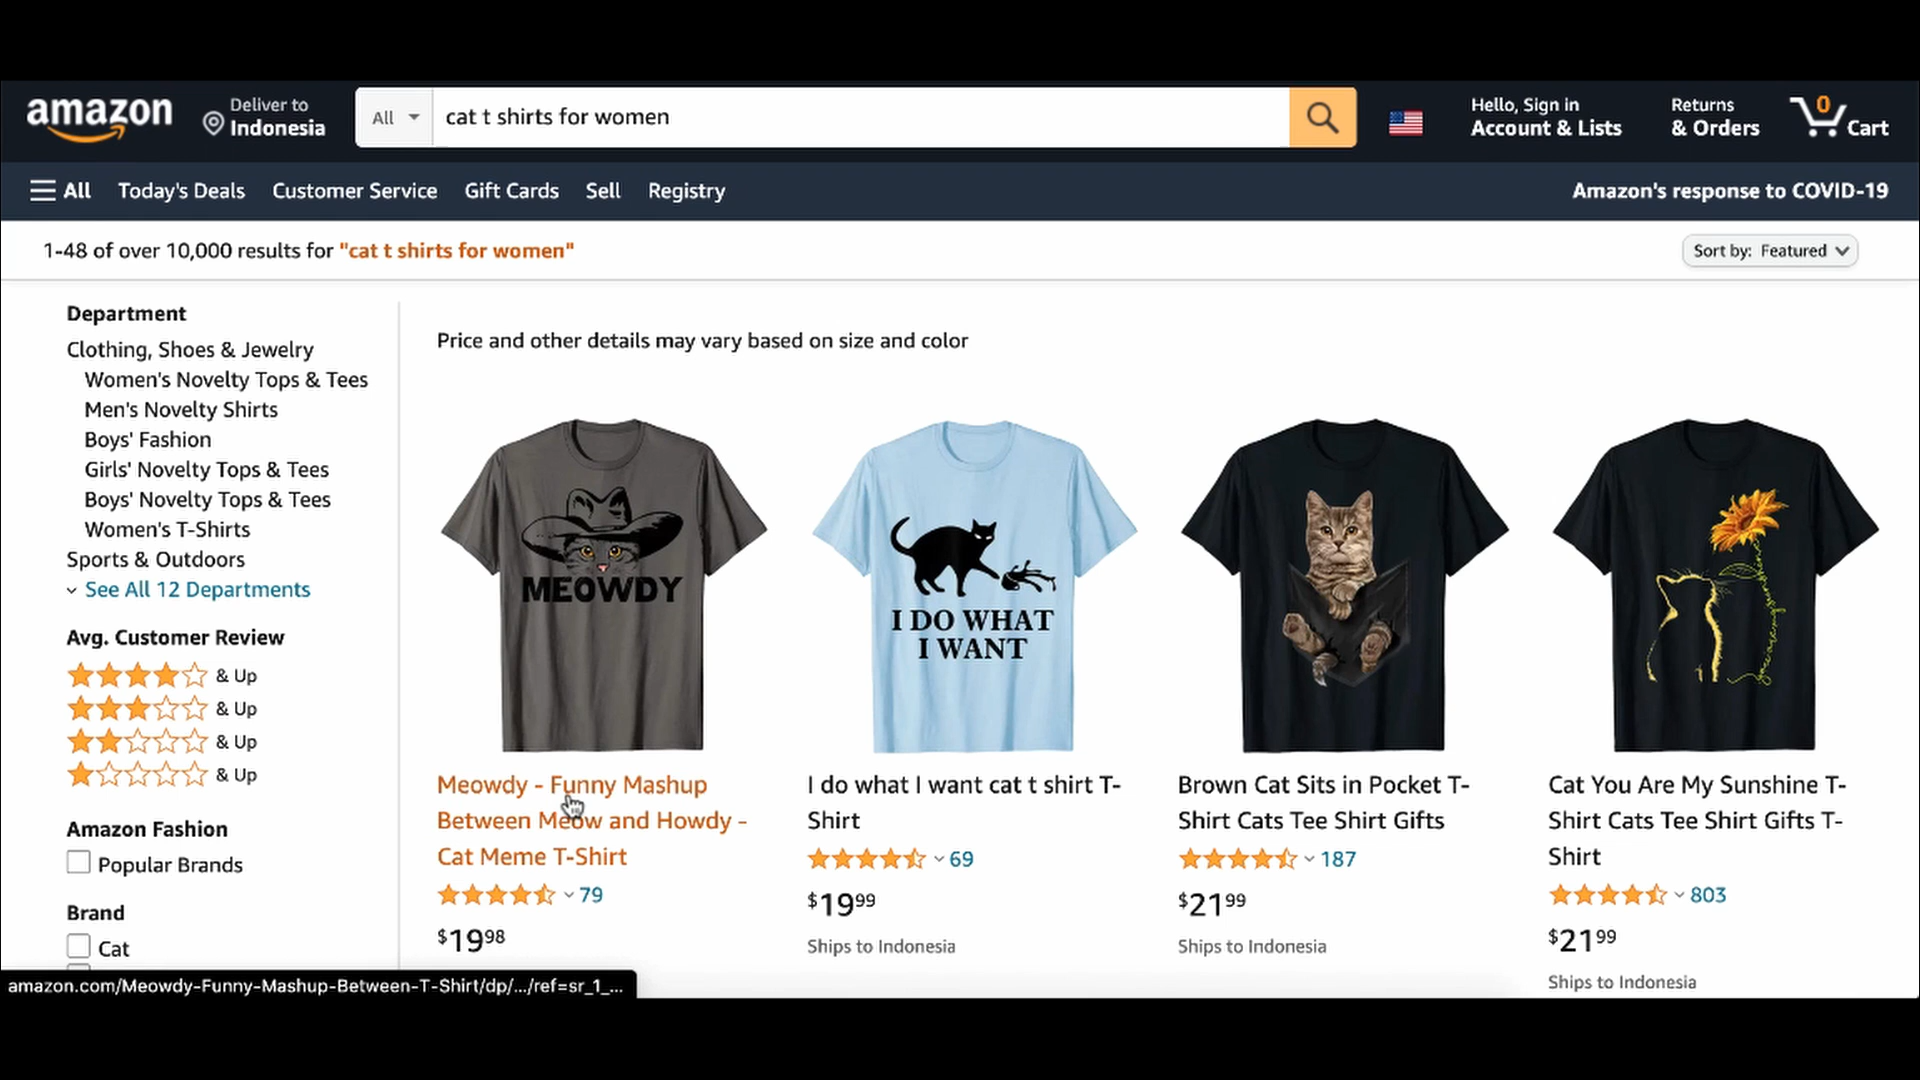 amazon
Deliver to
Indonesia
All
cat t shirts for women
Hello, Sign in
Account & Lists
Returns
& Orders
0
Cart
All
Today's Deals
Customer Service
Gift Cards
Sell
Registry
Amazon's response to COVID-19
1-48 of over 10,000 results for "cat t shirts for women"
Sort by: Featured
Department
Clothing, Shoes & Jewelry
Women's Novelty Tops & Tees
Men's Novelty Shirts
Boys' Fashion
Girls' Novelty Tops & Tees
Boys' Novelty Tops & Tees
Women's T-Shirts
Sports & Outdoors
See All 12 Departments
Avg. Customer Review
& Up
& Up
& Up
& Up
Amazon Fashion
Popular Brands
Brand
Cat
Price and other details may vary based on size and color
MEOWDY
Meowdy - Funny Mashup
Between Meow and Howdy -
Cat Meme T-Shirt
79
$19.98
I DO WHAT
I WANT
I do what I want cat t shirt T-
Shirt
69
$19.99
Ships to Indonesia
Brown Cat Sits in Pocket T-
Shirt Cats Tee Shirt Gifts
187
$21.99
Ships to Indonesia
you are my sunshine
Cat You Are My Sunshine T-
Shirt Cats Tee Shirt Gifts T-
Shirt
803
$21.99
Ships to Indonesia
amazon.com/Meowdy-Funny-Mashup-Between-T-Shirt/dp/.../ref=sr_1_...